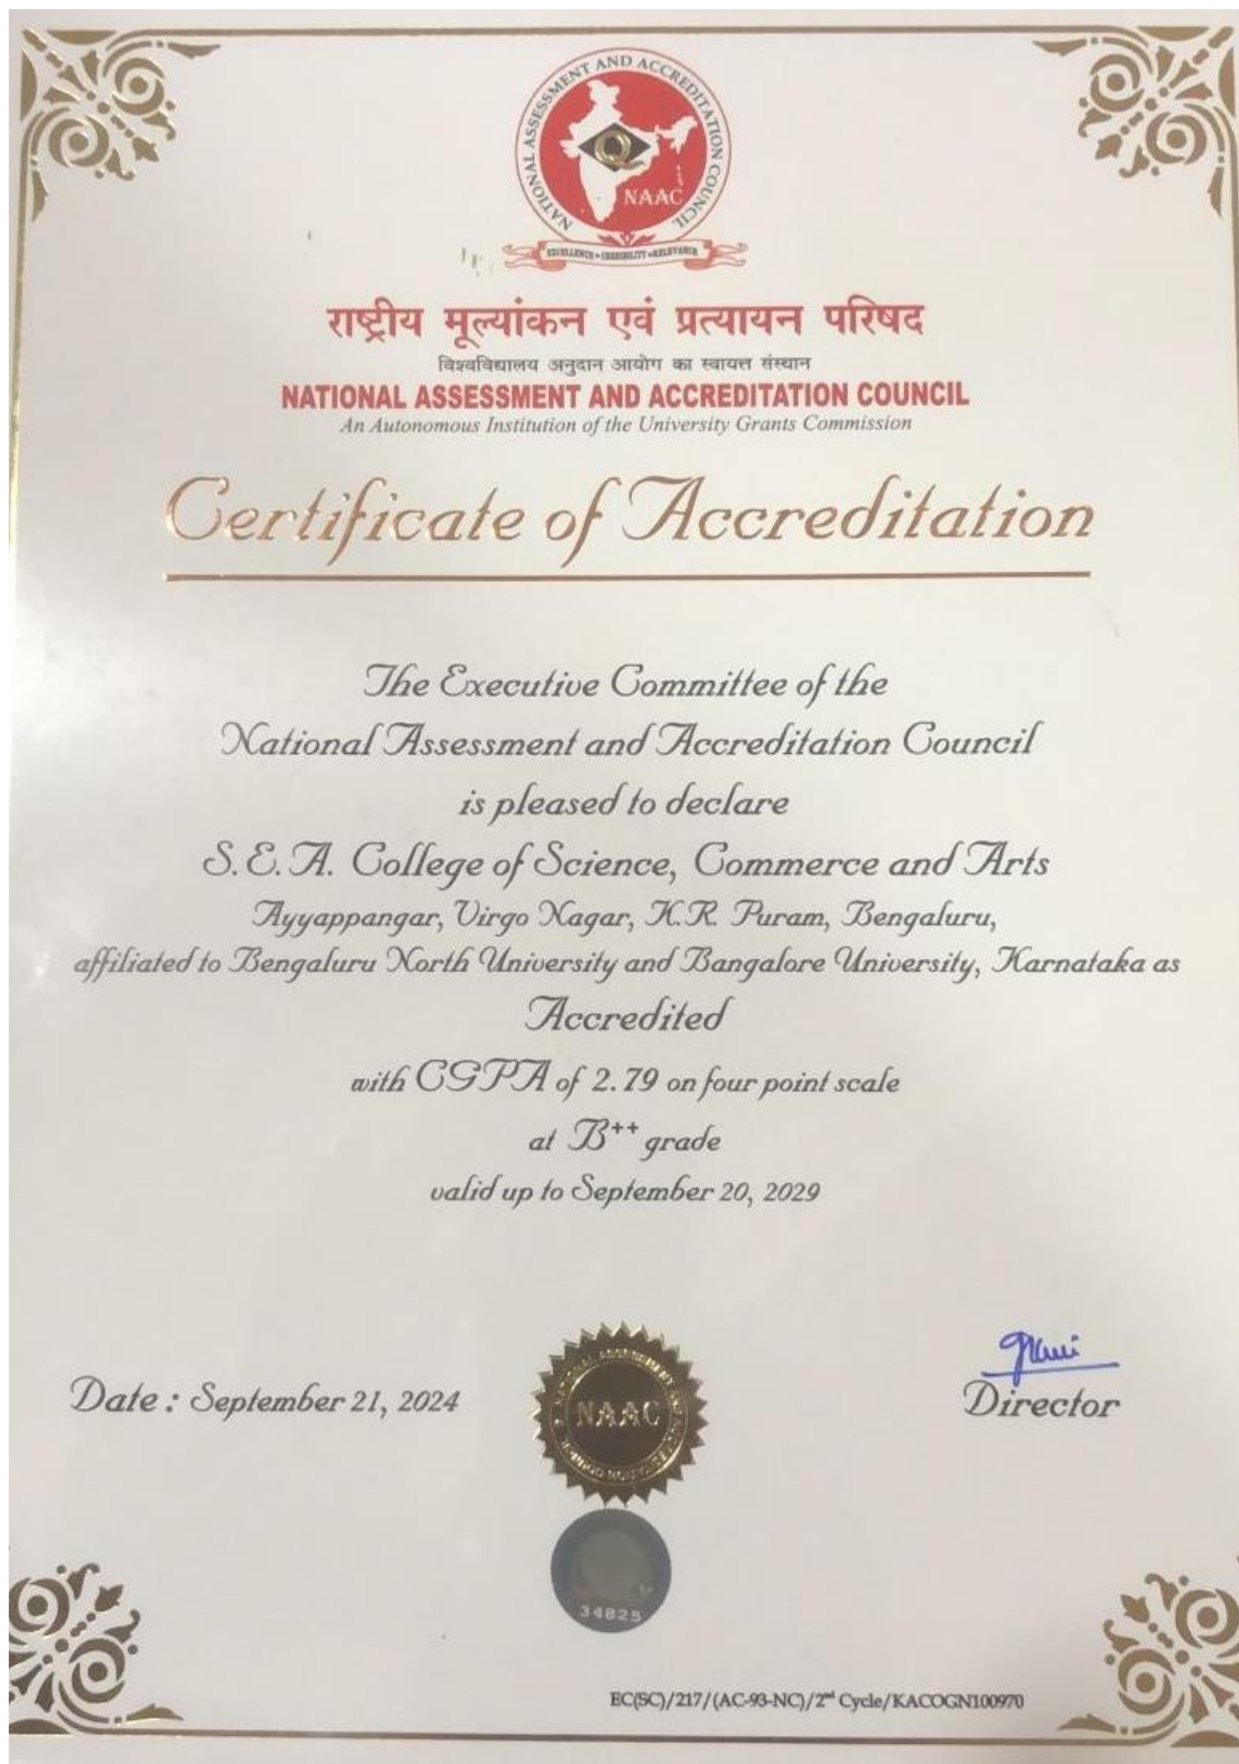 NATIONAL ASSESSMENT AND ACCREDITATION COUNCIL
Q
NAAC
EXCELLENCE • CREDIBILITY • RELEVANCE
राष्ट्रीय मूल्यांकन एवं प्रत्यायन परिषद
विश्वविद्यालय अनुदान आयोग का स्वायत्त संस्थान
NATIONAL ASSESSMENT AND ACCREDITATION COUNCIL
An Autonomous Institution of the University Grants Commission
Certificate of Accreditation
The Executive Committee of the
National Assessment and Accreditation Council
is pleased to declare
S. E. A. College of Science, Commerce and Arts
Ayyappangar, Virgo Nagar, K.R. Puram, Bengaluru,
affiliated to Bengaluru North University and Bangalore University, Karnataka as
Accredited
with CGPA of 2.79 on four point scale
at B++ grade
valid up to September 20, 2029
Date : September 21, 2024
NAAC
Director
34825
EC(SC)/217/(AC-93-NC)/2nd Cycle/KACOGN100970